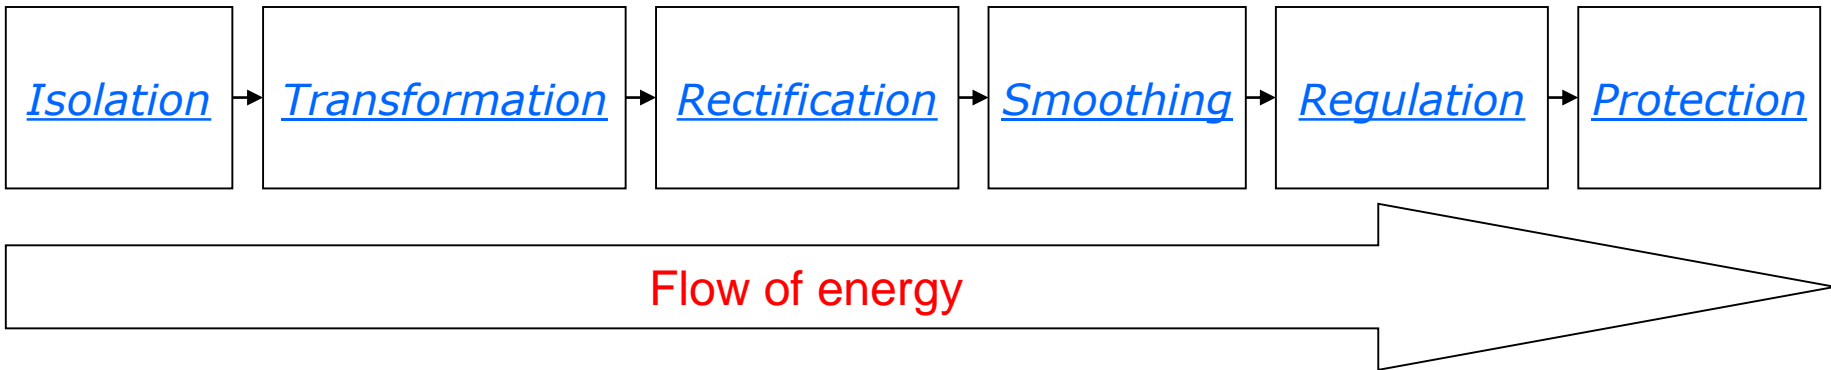 Isolation
Transformation
Rectification
Smoothing
Regulation
Protection
Flow of energy